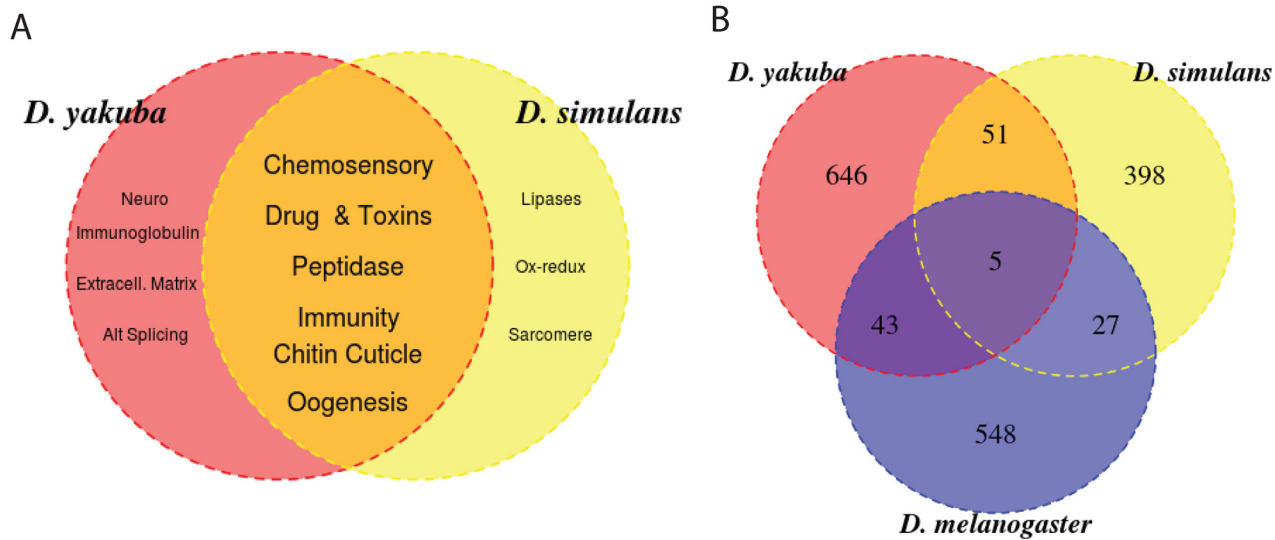 A
D. yakuba
D. simulans
Chemosensory
Drug & Toxins
Peptidase
Immunity
Chitin Cuticle
Oogenesis
Neuro
Immunoglobulin
Extracell. Matrix
Alt Splicing
Lipases
Ox-redux
Sarcomere
B
D. yakuba
D. simulans
51
646
398
5
43
27
548
D. melanogaster